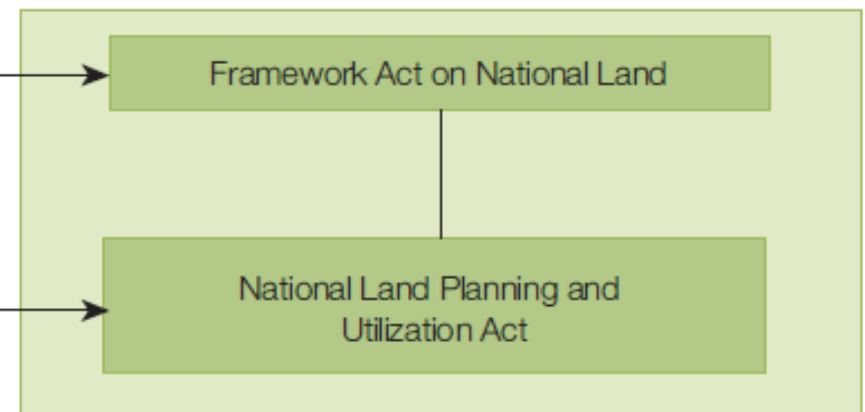 Framework Act on National Land
National Land Planning and
Utilization Act